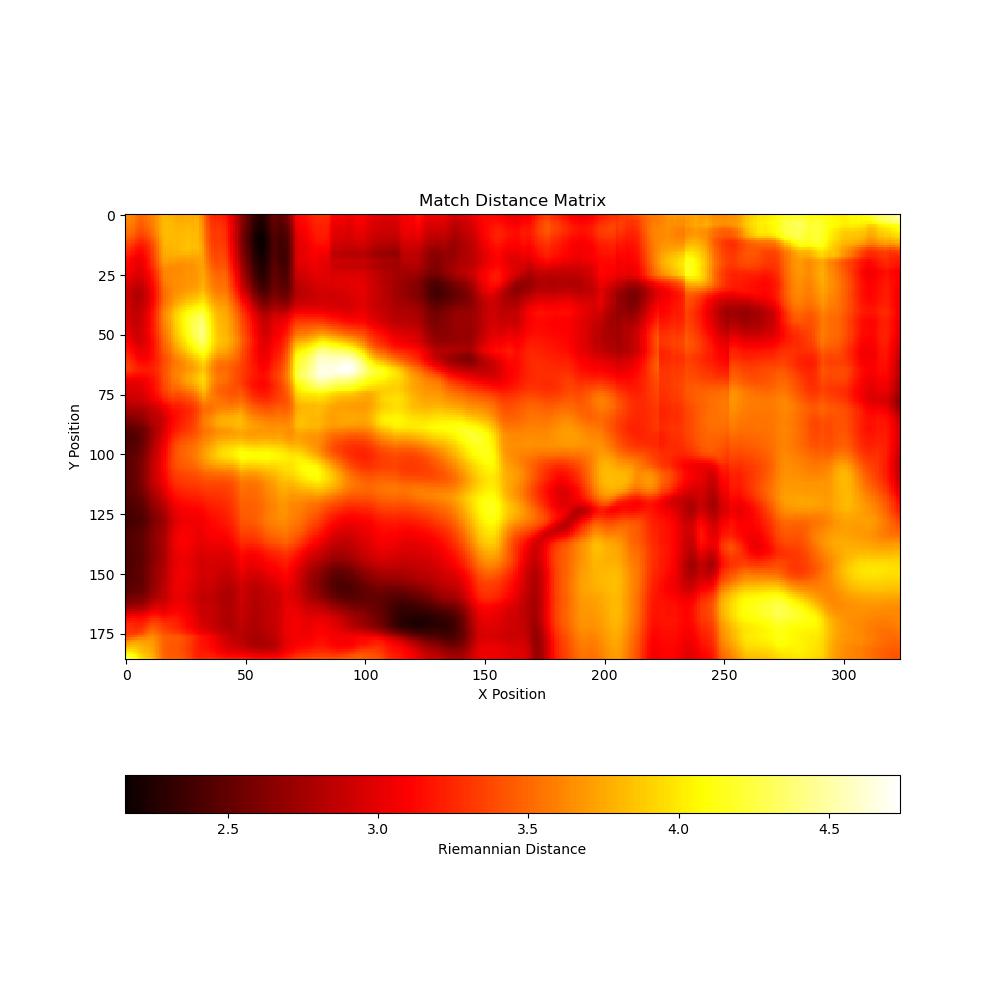 Match Distance Matrix
0
25
50
75
100
125
150
175
Y Position
0 50 100 150 200 250 300
X Position
2.5 3.0 3.5 4.0 4.5
Riemannian Distance